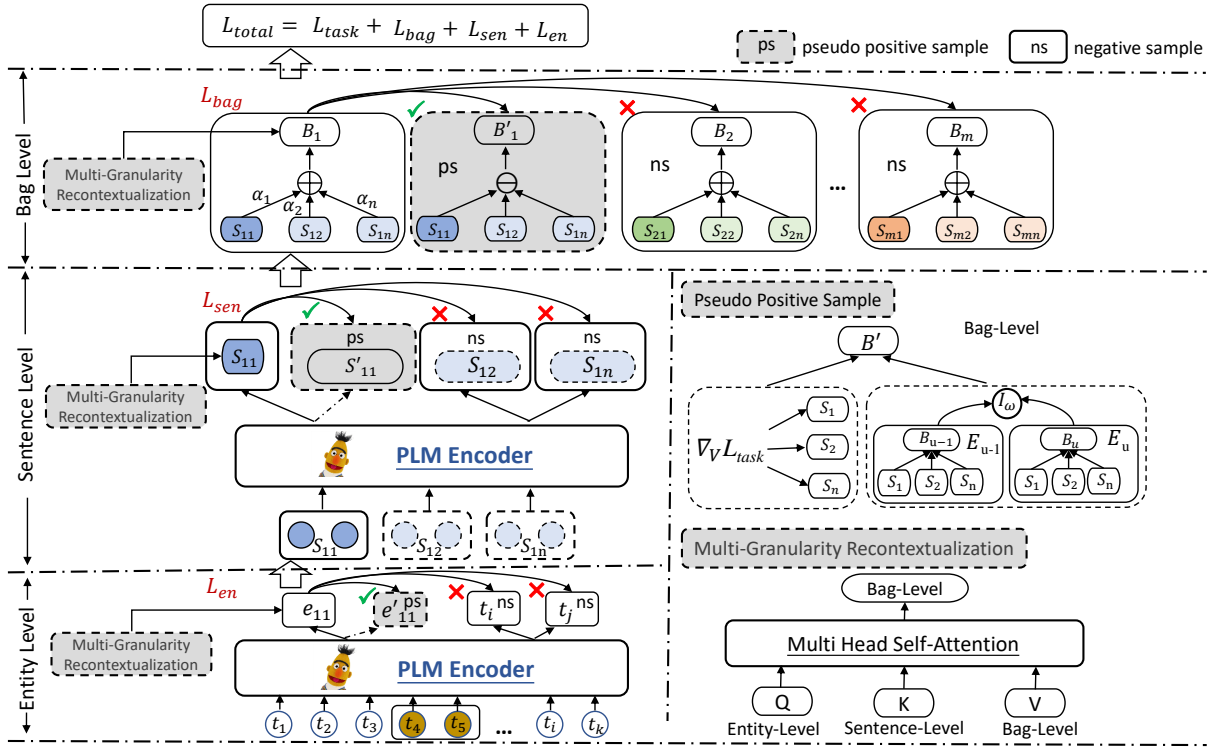 L_total = L_task + L_bag + L_sen + L_en
ps pseudo positive sample
ns negative sample
Bag Level
L_bag
B_1
B'_1
B_2
B_m
Multi-Granularity
Recontextualization
ps
ns
ns
α_1
α_2
α_n
...
S_11
S_12
S_1n
S_11
S_12
S_1n
S_21
S_22
S_2n
S_m1
S_m2
S_mn
Sentence Level
L_sen
S_11
ps
S'_11
ns
S_12
ns
S_1n
Multi-Granularity
Recontextualization
PLM Encoder
S_11
S_12
S_1n
Entity Level
L_en
e_11
e'_11 ps
t_i ns
t_j ns
Multi-Granularity
Recontextualization
PLM Encoder
t_1
t_2
t_3
t_4
t_5
...
t_i
t_k
Pseudo Positive Sample
Bag-Level
B'
∇_V L_task
S_1
S_2
S_n
I_ω
B_u-1
E_u-1
S_1
S_2
S_n
B_u
E_u
S_1
S_2
S_n
Multi-Granularity Recontextualization
Bag-Level
Multi Head Self-Attention
Q
K
V
Entity-Level
Sentence-Level
Bag-Level